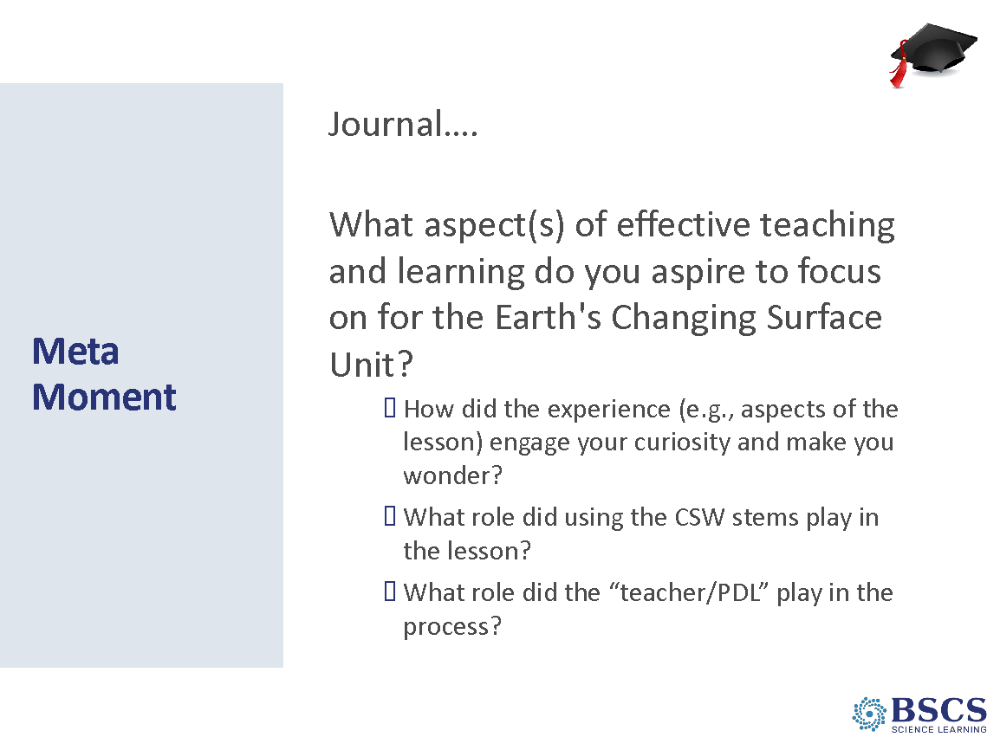 Journal….
What aspect(s) of effective teaching
and learning do you aspire to focus
on for the Earth's Changing Surface
Unit?
Meta
Moment
How did the experience (e.g., aspects of the
lesson) engage your curiosity and make you
wonder?
What role did using the CSW stems play in
the lesson?
What role did the “teacher/PDL” play in the
process?
BSCS
SCIENCE LEARNING